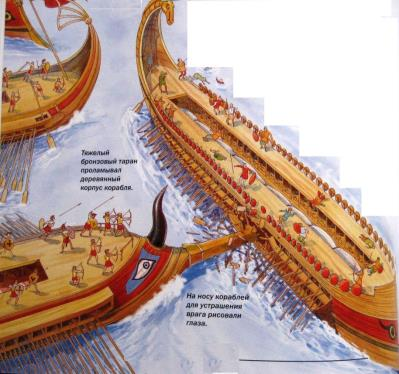 Тяжелый
бронзовый таран
проламывал
деревянный
корпус корабля.
На носу кораблей
для устрашения
врага рисовали
глаза.